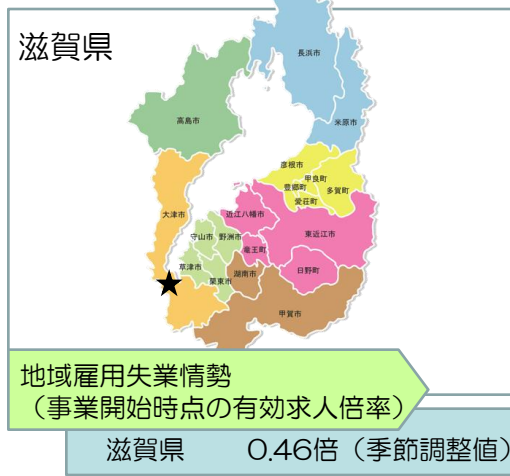 滋賀県
長浜市
高島市
米原市
彦根市
甲良町
豊郷町
多賀町
愛荘町
大津市
近江八幡市
東近江市
守山市
野洲市
竜王町
草津市
日野町
湖南市
栗東市
甲賀市
地域雇用失業情勢
（事業開始時点の有効求人倍率）
滋賀県 0.46倍（季節調整値）